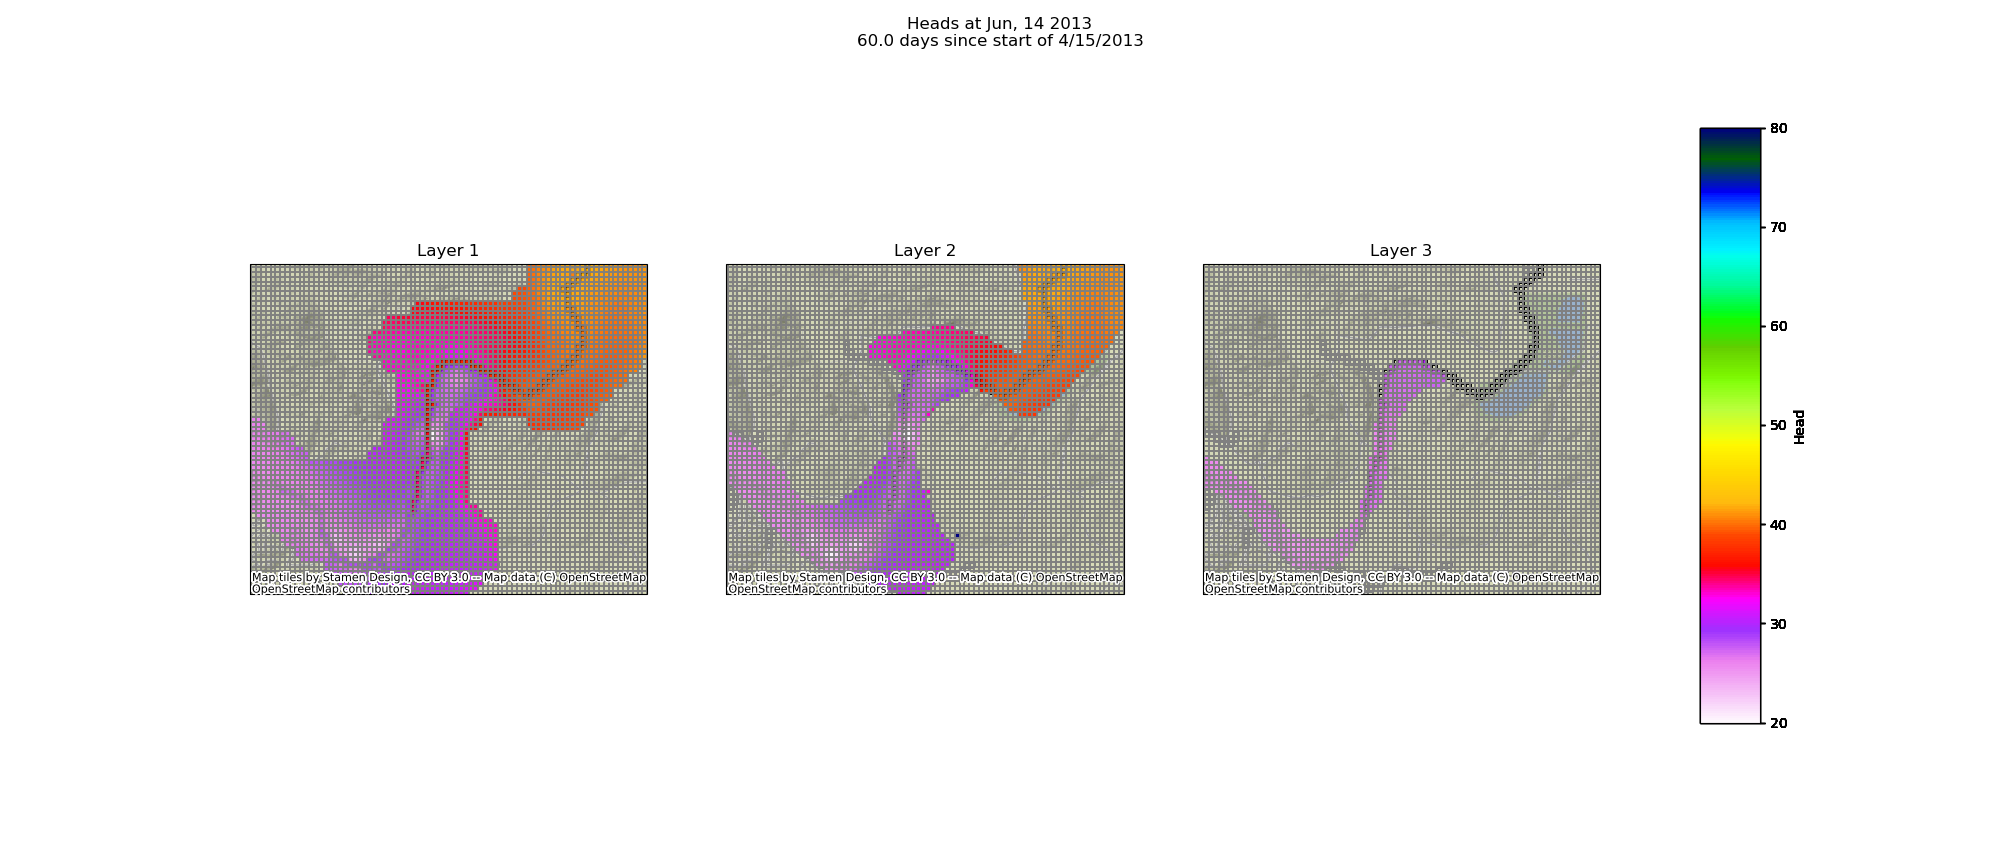 Heads at Jun, 14 2013
60.0 days since start of 4/15/2013
Layer 1
Layer 2
Layer 3
Map tiles by Stamen Design, CC BY 3.0 -- Map data (C) OpenStreetMap
OpenStreetMap contributors
Map tiles by Stamen Design, CC BY 3.0 -- Map data (C) OpenStreetMap
OpenStreetMap contributors
Map tiles by Stamen Design, CC BY 3.0 -- Map data (C) OpenStreetMap
OpenStreetMap contributors
80
70
60
50
40
30
20
Head